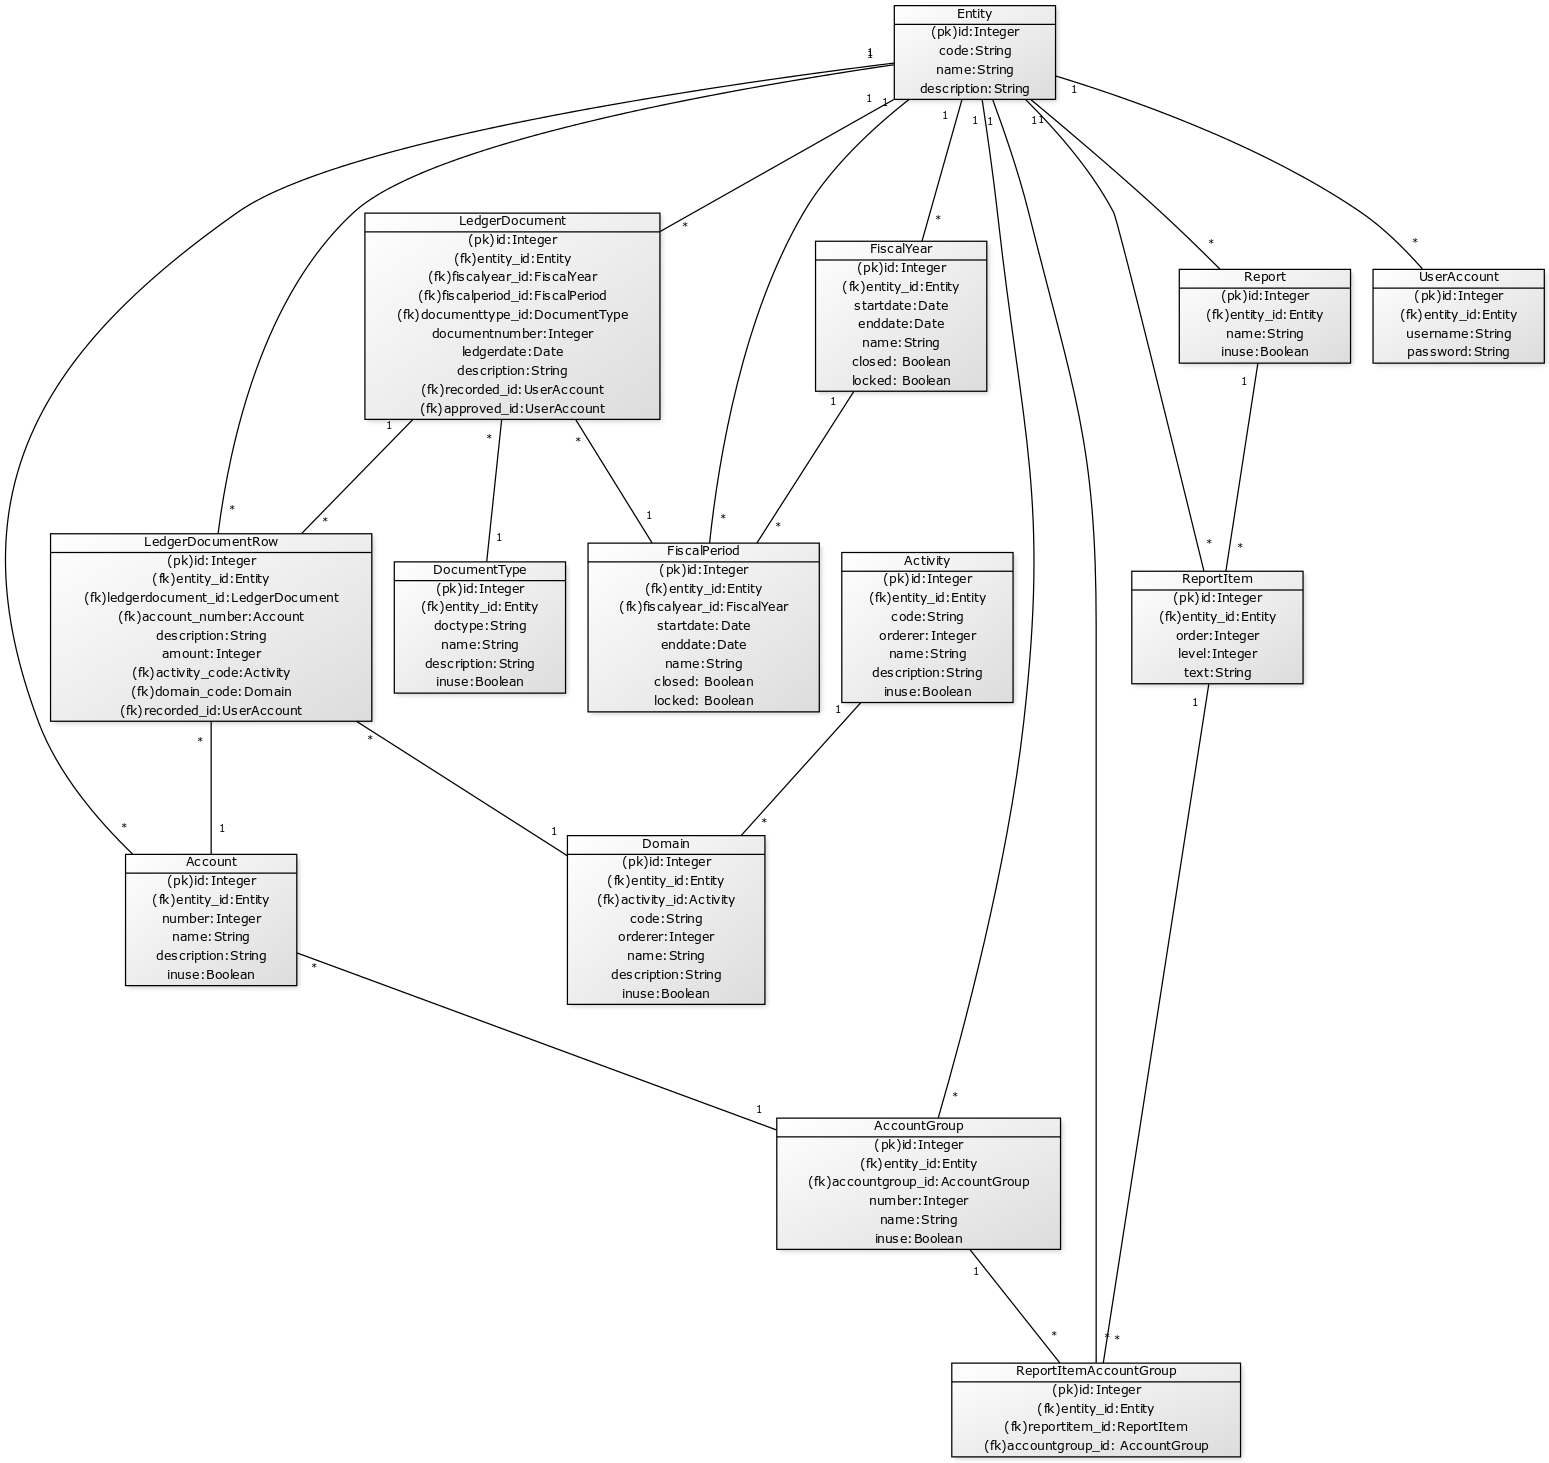 Entity
(pk)id:Integer
code:String
name:String
description:String
1
1
1
1
1
1
1
1
1
1
LedgerDocument
(pk)id:Integer
(fk)entity_id:Entity
(fk)fiscalyear_id:FiscalYear
(fk)fiscalperiod_id:FiscalPeriod
(fk)documenttype_id:DocumentType
documentnumber:Integer
ledgerdate:Date
description:String
(fk)recorded_id:UserAccount
(fk)approved_id:UserAccount
*
1
*
*
FiscalYear
(pk)id:Integer
(fk)entity_id:Entity
startdate:Date
enddate:Date
name:String
closed: Boolean
locked: Boolean
*
1
Report
(pk)id:Integer
(fk)entity_id:Entity
name:String
inuse:Boolean
*
1
UserAccount
(pk)id:Integer
(fk)entity_id:Entity
username:String
password:String
*
LedgerDocumentRow
(pk)id:Integer
(fk)entity_id:Entity
(fk)ledgerdocument_id:LedgerDocument
(fk)account_number:Account
description:String
amount:Integer
(fk)activity_code:Activity
(fk)domain_code:Domain
(fk)recorded_id:UserAccount
*
*
*
*
DocumentType
(pk)id:Integer
(fk)entity_id:Entity
doctype:String
name:String
description:String
inuse:Boolean
1
FiscalPeriod
(pk)id:Integer
(fk)entity_id:Entity
(fk)fiscalyear_id:FiscalYear
startdate:Date
enddate:Date
name:String
closed: Boolean
locked: Boolean
1
*
*
Activity
(pk)id:Integer
(fk)entity_id:Entity
code:String
orderer:Integer
name:String
description:String
inuse:Boolean
1
ReportItem
(pk)id:Integer
(fk)entity_id:Entity
order:Integer
level:Integer
text:String
*
*
1
Account
(pk)id:Integer
(fk)entity_id:Entity
number:Integer
name:String
description:String
inuse:Boolean
*
1
*
Domain
(pk)id:Integer
(fk)entity_id:Entity
(fk)activity_id:Activity
code:String
orderer:Integer
name:String
description:String
inuse:Boolean
1
*
AccountGroup
(pk)id:Integer
(fk)entity_id:Entity
(fk)accountgroup_id:AccountGroup
number:Integer
name:String
inuse:Boolean
1
*
1
ReportItemAccountGroup
(pk)id:Integer
(fk)entity_id:Entity
(fk)reportitem_id:ReportItem
(fk)accountgroup_id: AccountGroup
*
*
*